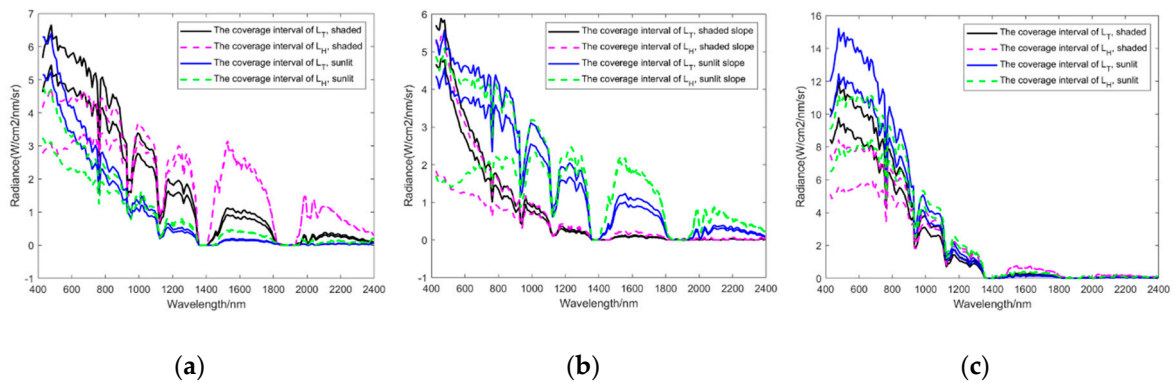 The coverage interval of LT, shaded
The coverage interval of LH, shaded
The coverage interval of LT, sunlit
The coverage interval of LH, sunlit
Radiance(W/cm2/nm/sr)
7
6
5
4
3
2
1
0
-1
400 600 800 1000 1200 1400 1600 1800 2000 2200 2400
Wavelength/nm
(a)
The coverage interval of LT, shaded slope
The coverage interval of LH, shaded slope
The coverage interval of LT, sunlit slope
The coverage interval of LH, sunlit slope
Radiance(W/cm2/nm/sr)
6
5
4
3
2
1
0
-1
400 600 800 1000 1200 1400 1600 1800 2000 2200 2400
Wavelength/nm
(b)
The coverage interval of LT, shaded
The coverage interval of LH, shaded
The coverage interval of LT, sunlit
The coverage interval of LH, sunlit
Radiance(W/cm2/nm/sr)
16
14
12
10
8
6
4
2
0
400 600 800 1000 1200 1400 1600 1800 2000 2200 2400
Wavelength/nm
(c)